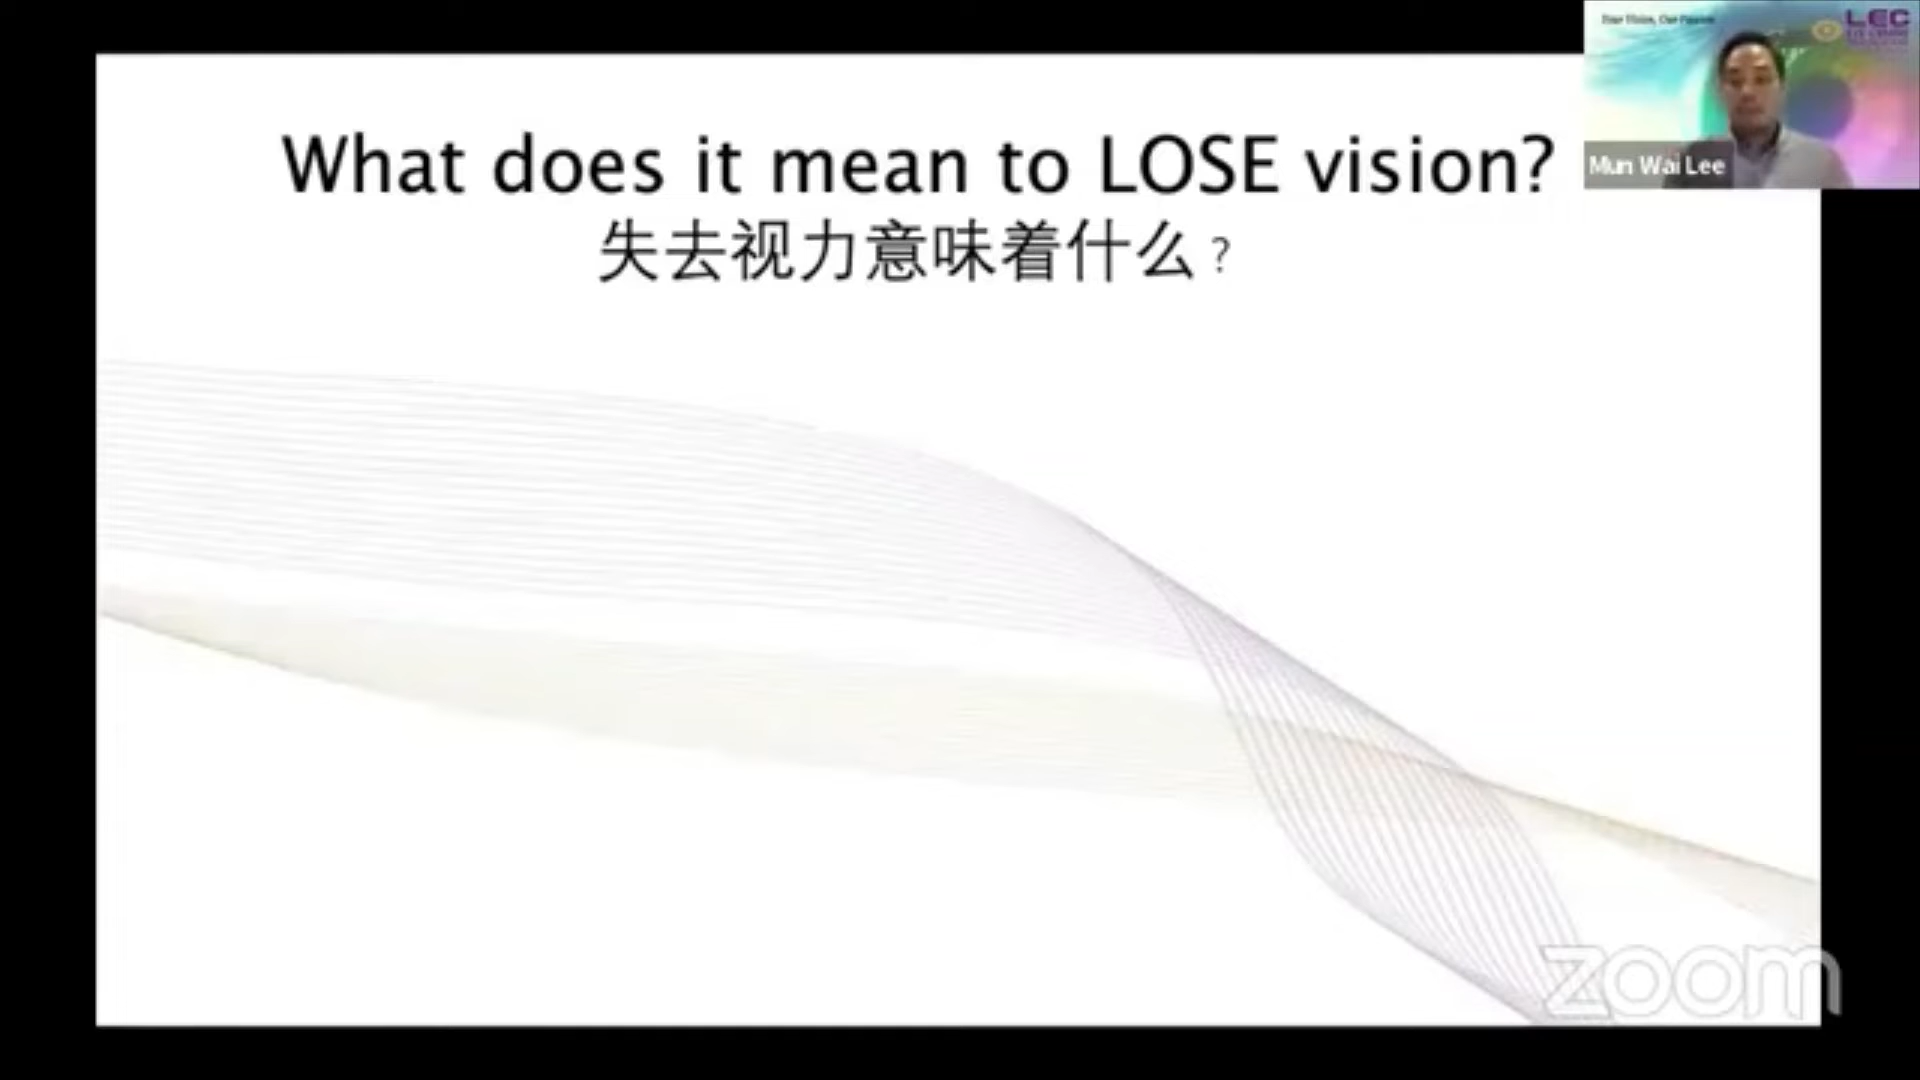 What does it mean to LOSE vision?
失去视力意味着什么？
LEC
Mun Wai Lee
zoom